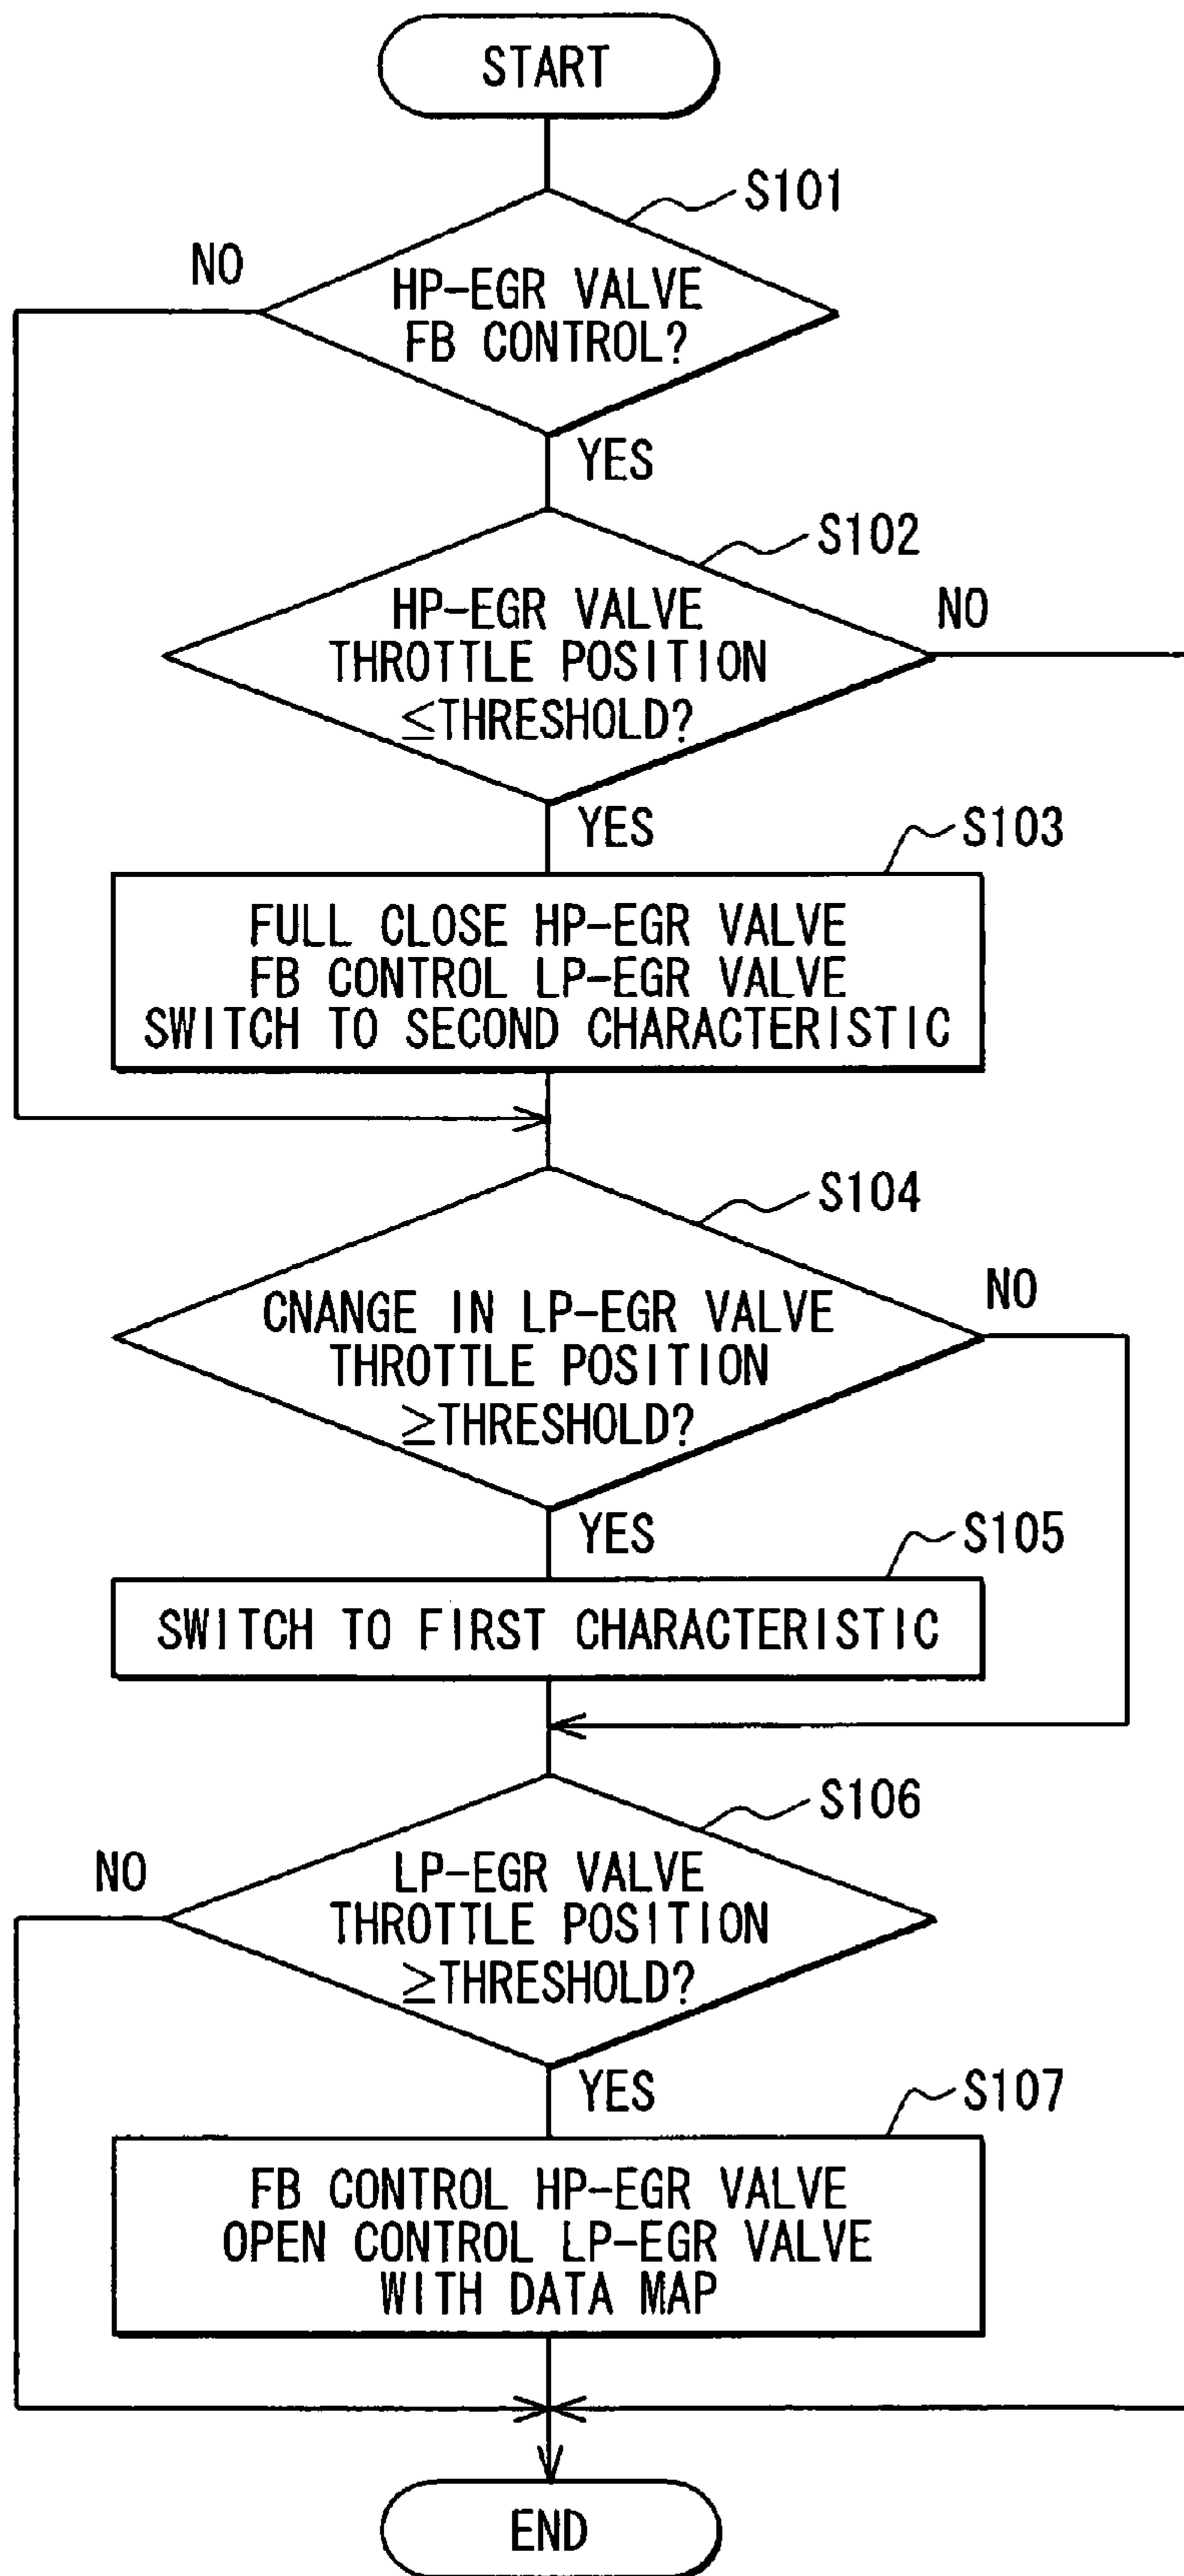 START
S101
NO
HP-EGR VALVE
FB CONTROL?
YES
S102
HP-EGR VALVE
NO
THROTTLE POSITION
≤THRESHOLD?
YES
S103
FULL CLOSE HP-EGR VALVE
FB CONTROL LP-EGR VALVE
SWITCH TO SECOND CHARACTERISTIC
S104
NO
CNANGE IN LP-EGR VALVE
THROTTLE POSITION
≥THRESHOLD?
YES
S105
SWITCH TO FIRST CHARACTERISTIC
S106
NO
LP-EGR VALVE
THROTTLE POSITION
≥THRESHOLD?
YES
S107
FB CONTROL HP-EGR VALVE
OPEN CONTROL LP-EGR VALVE
WITH DATA MAP
END